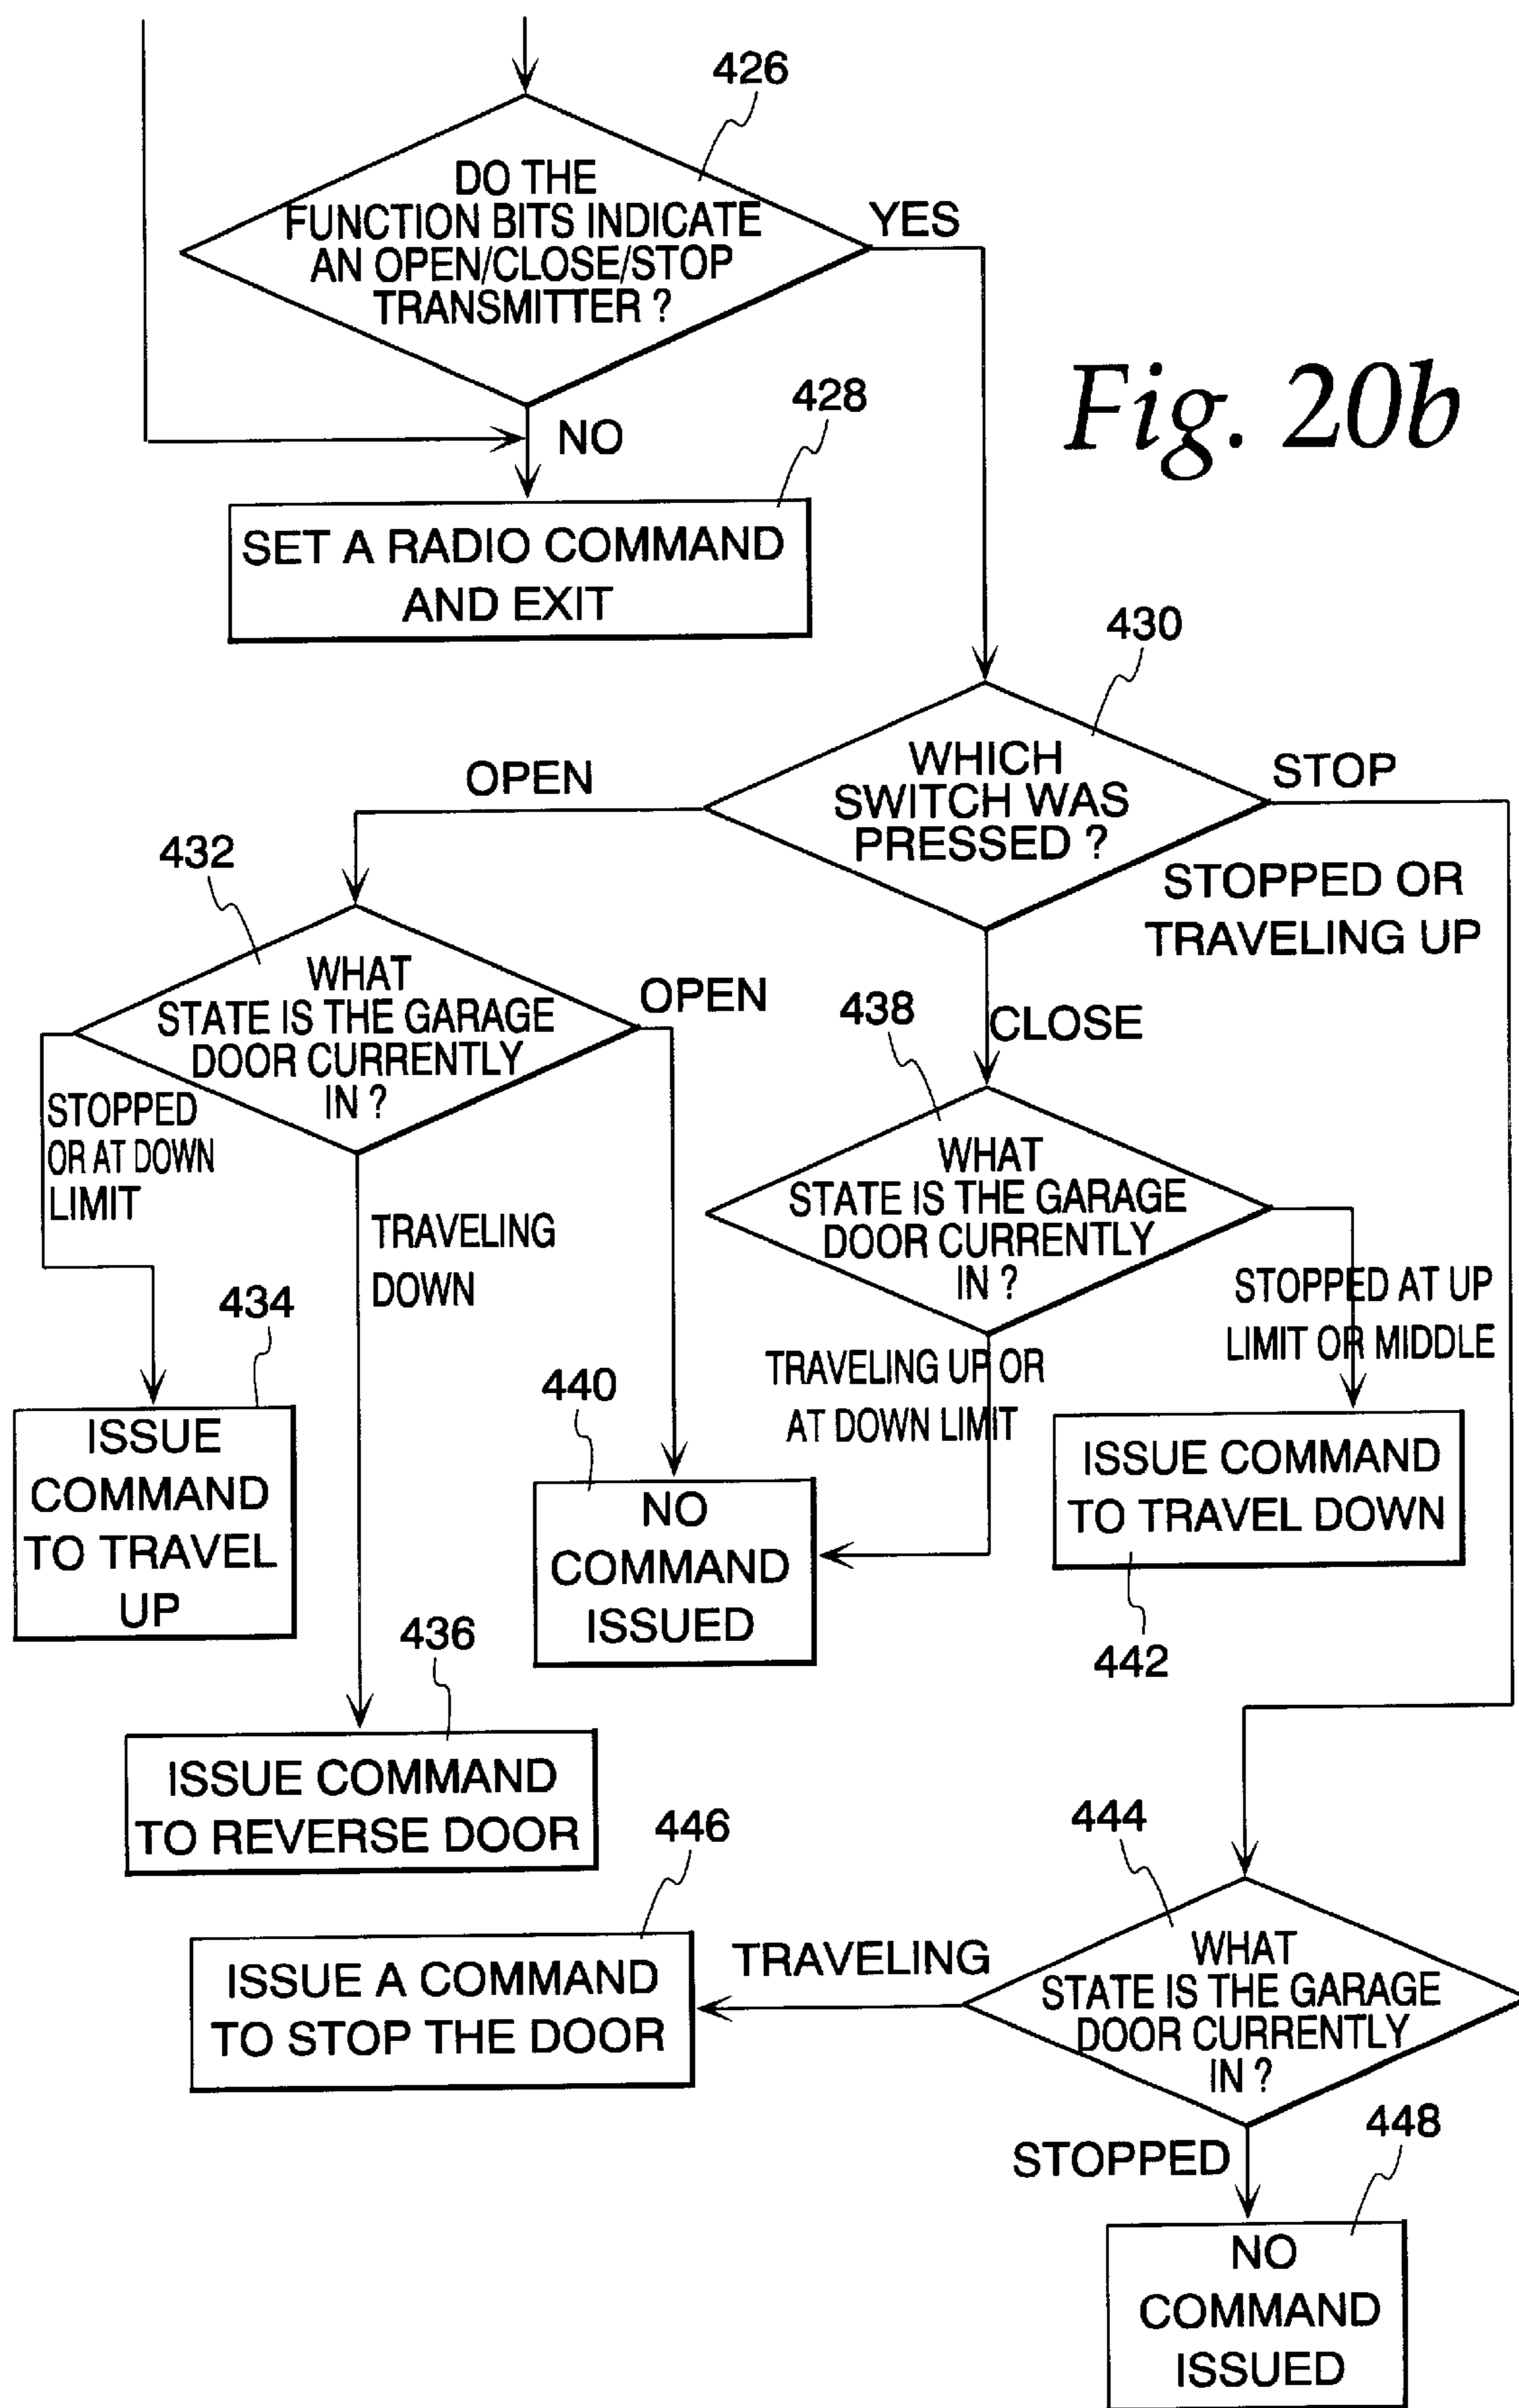 426
DO THE
FUNCTION BITS INDICATE
AN OPEN/CLOSE/STOP
TRANSMITTER ?
YES
NO
428
Fig. 20b
SET A RADIO COMMAND
AND EXIT
430
WHICH
SWITCH WAS
PRESSED ?
OPEN
STOP
STOPPED OR
TRAVELING UP
432
WHAT
STATE IS THE GARAGE
DOOR CURRENTLY
IN ?
OPEN
438
CLOSE
STOPPED
OR AT DOWN
LIMIT
TRAVELING
DOWN
WHAT
STATE IS THE GARAGE
DOOR CURRENTLY
IN ?
STOPPED AT UP
LIMIT OR MIDDLE
TRAVELING UP OR
AT DOWN LIMIT
434
ISSUE
COMMAND
TO TRAVEL
UP
440
NO
COMMAND
ISSUED
ISSUE COMMAND
TO TRAVEL DOWN
442
436
ISSUE COMMAND
TO REVERSE DOOR
446
ISSUE A COMMAND
TO STOP THE DOOR
TRAVELING
444
WHAT
STATE IS THE GARAGE
DOOR CURRENTLY
IN ?
STOPPED
448
NO
COMMAND
ISSUED